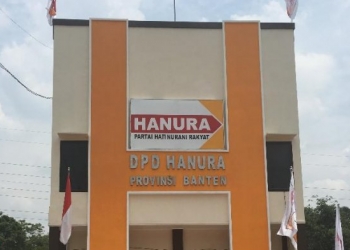 HANURA
PARTAI HATI NURANI RAKYAT
DPD HANURA
PROVINSI BANTEN